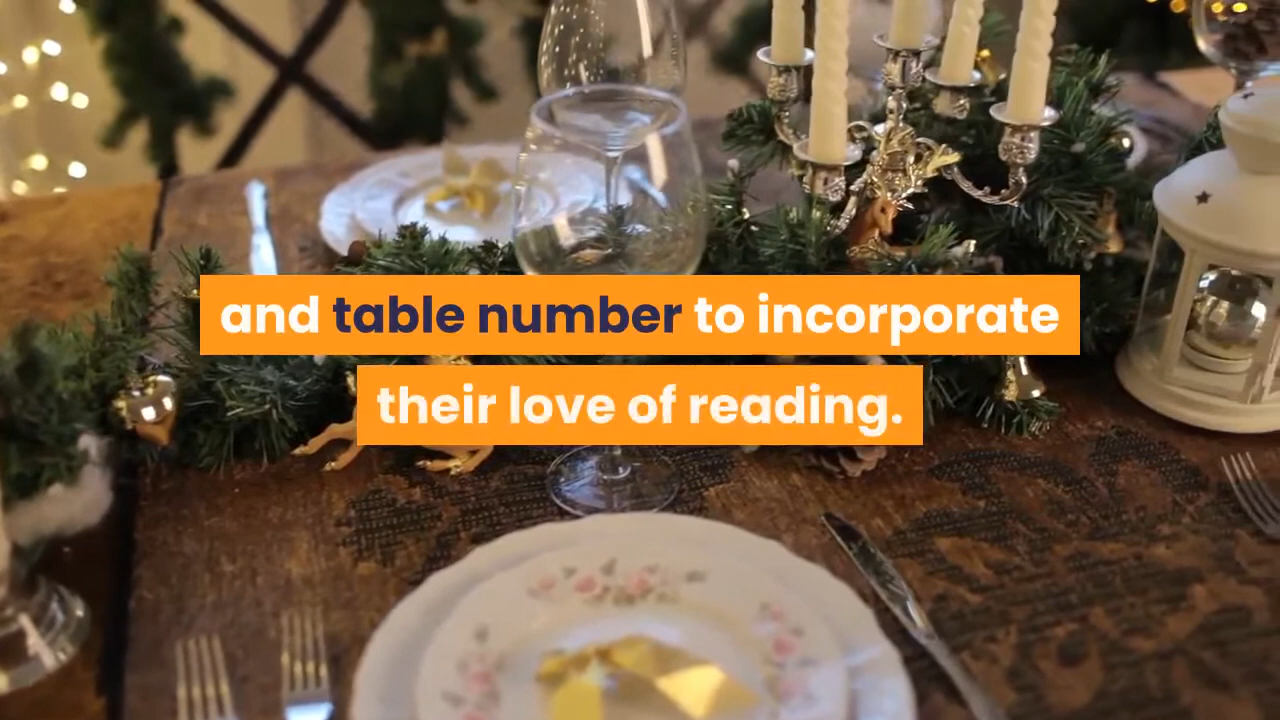 and table number to incorporate
their love of reading.